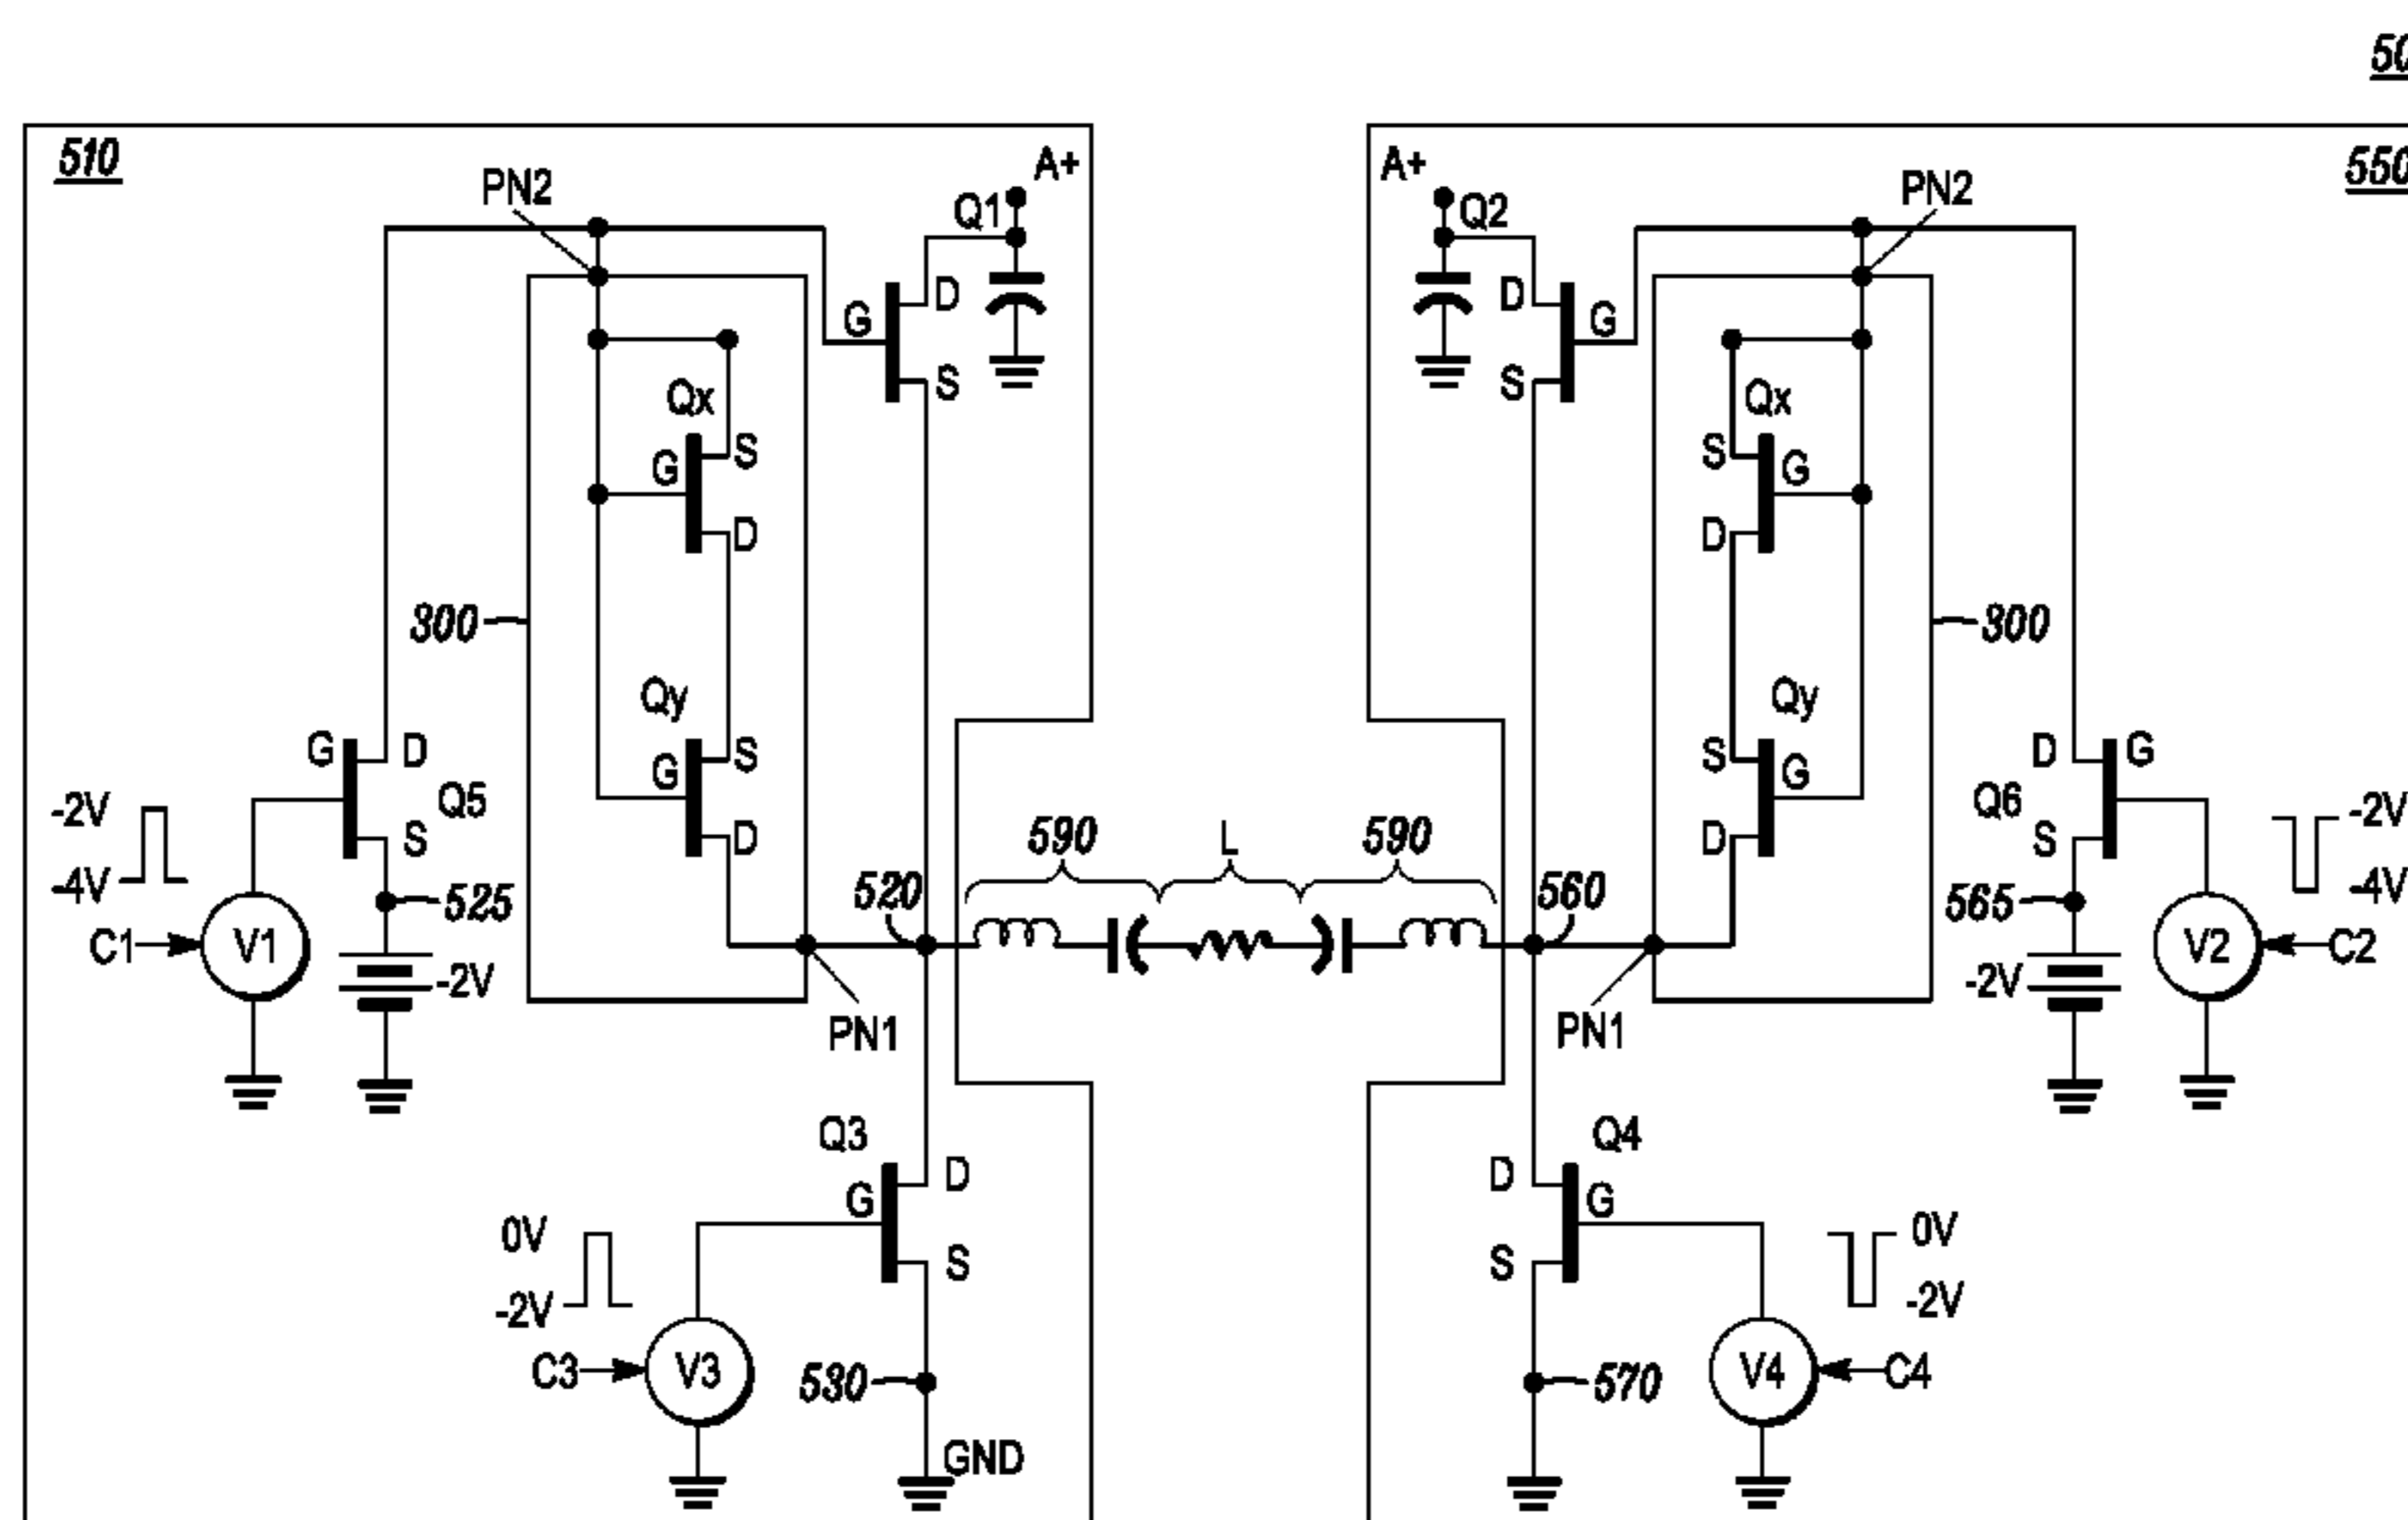 50
510
PN2
Q1
A+
A+
Q2
PN2
550
G
D
S
D
G
S
Qx
S
G
D
Qx
S
G
D
300
300
Qy
S
G
D
Qy
S
G
D
G
D
Q5
S
-2V
-4V
C1
V1
525
-2V
520
590
L
590
560
D
G
Q6
S
-2V
-4V
565
-2V
V2
C2
PN1
PN1
Q3
D
G
S
Q4
D
G
S
0V
-2V
C3
V3
530
GND
0V
-2V
570
V4
C4